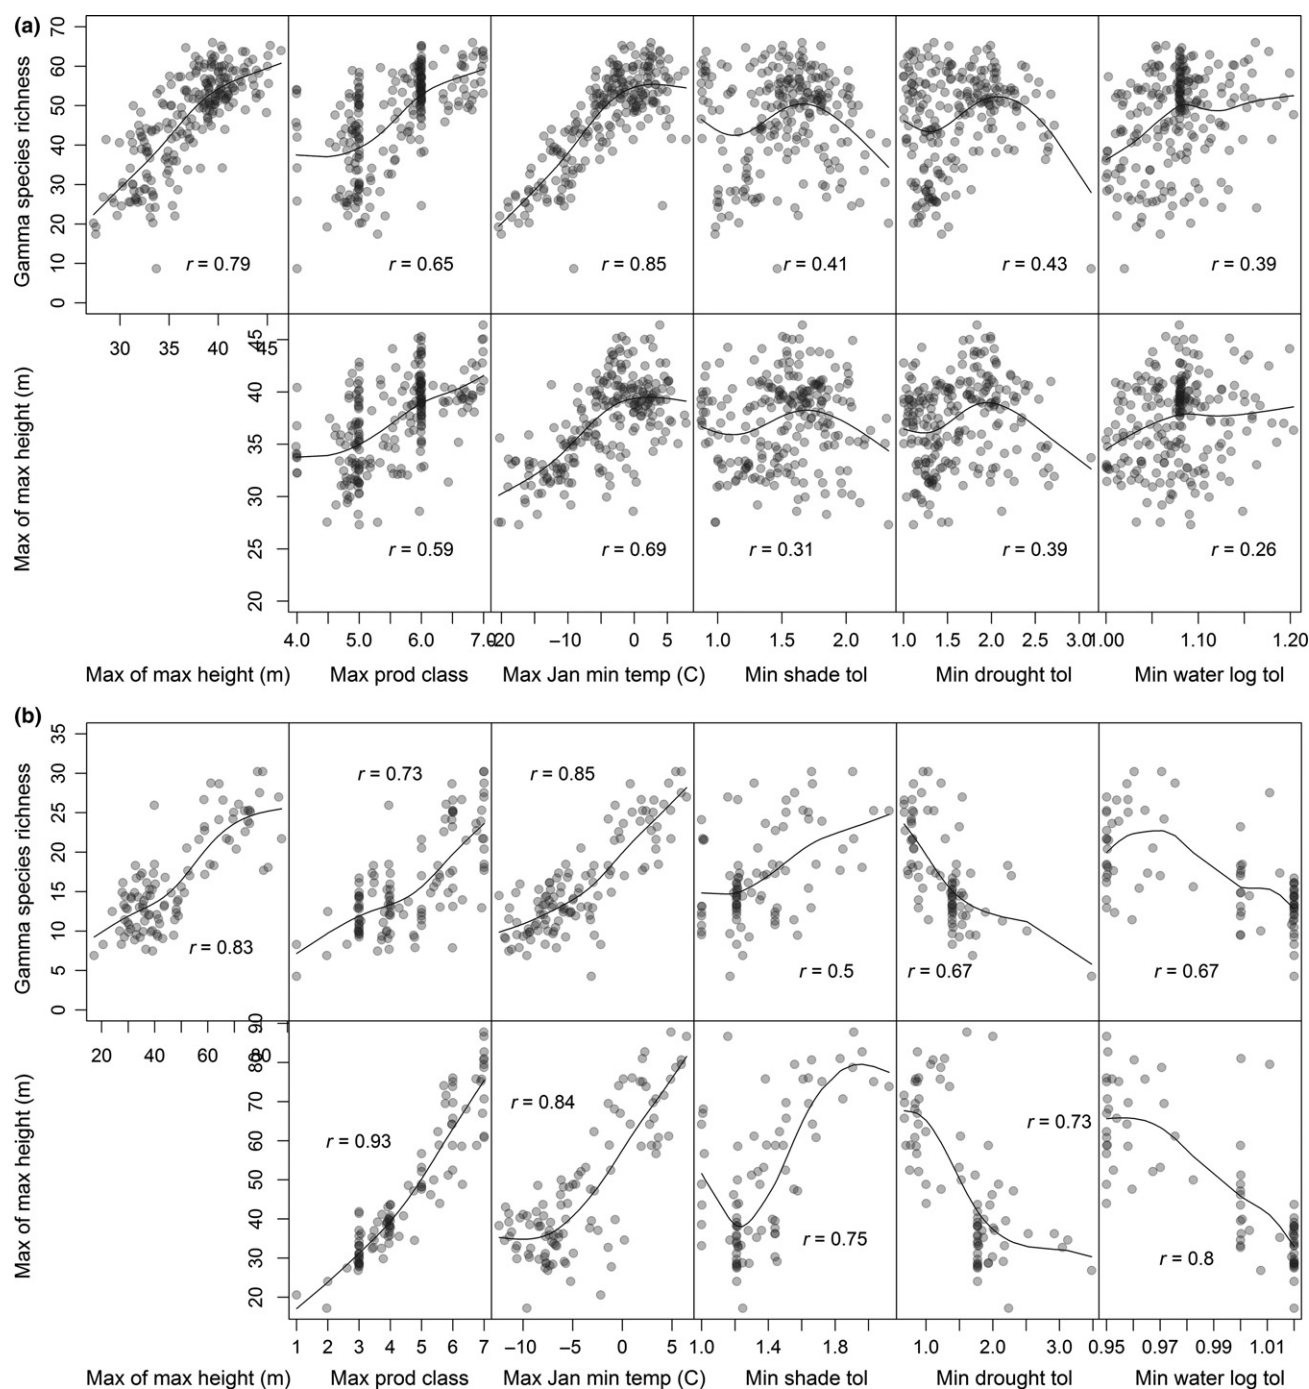 (a)
Gamma species richness
70
60
50
40
30
20
10
0
r = 0.79
r = 0.65
r = 0.85
r = 0.41
r = 0.43
r = 0.39
30 35 40 45
Max of max height (m)
45
40
35
30
25
20
r = 0.59
r = 0.69
r = 0.31
r = 0.39
r = 0.26
4.0 5.0 6.0 7.0
–20 –10 0 5
1.0 1.5 2.0
1.0 2.0 3.0
1.00 1.10 1.20
Max of max height (m) Max prod class Max Jan min temp (C) Min shade tol Min drought tol Min water log tol
(b)
Gamma species richness
35
30
25
20
15
10
5
0
r = 0.83
r = 0.73
r = 0.85
r = 0.5
r = 0.67
r = 0.67
20 40 60 80
Max of max height (m)
90
80
70
60
50
40
30
20
r = 0.93
r = 0.84
r = 0.75
r = 0.73
r = 0.8
1 2 3 4 5 6 7
–10 –5 0 5
1.0 1.4 1.8
1.0 2.0 3.0
0.95 0.97 0.99 1.01
Max of max height (m) Max prod class Max Jan min temp (C) Min shade tol Min drought tol Min water log tol